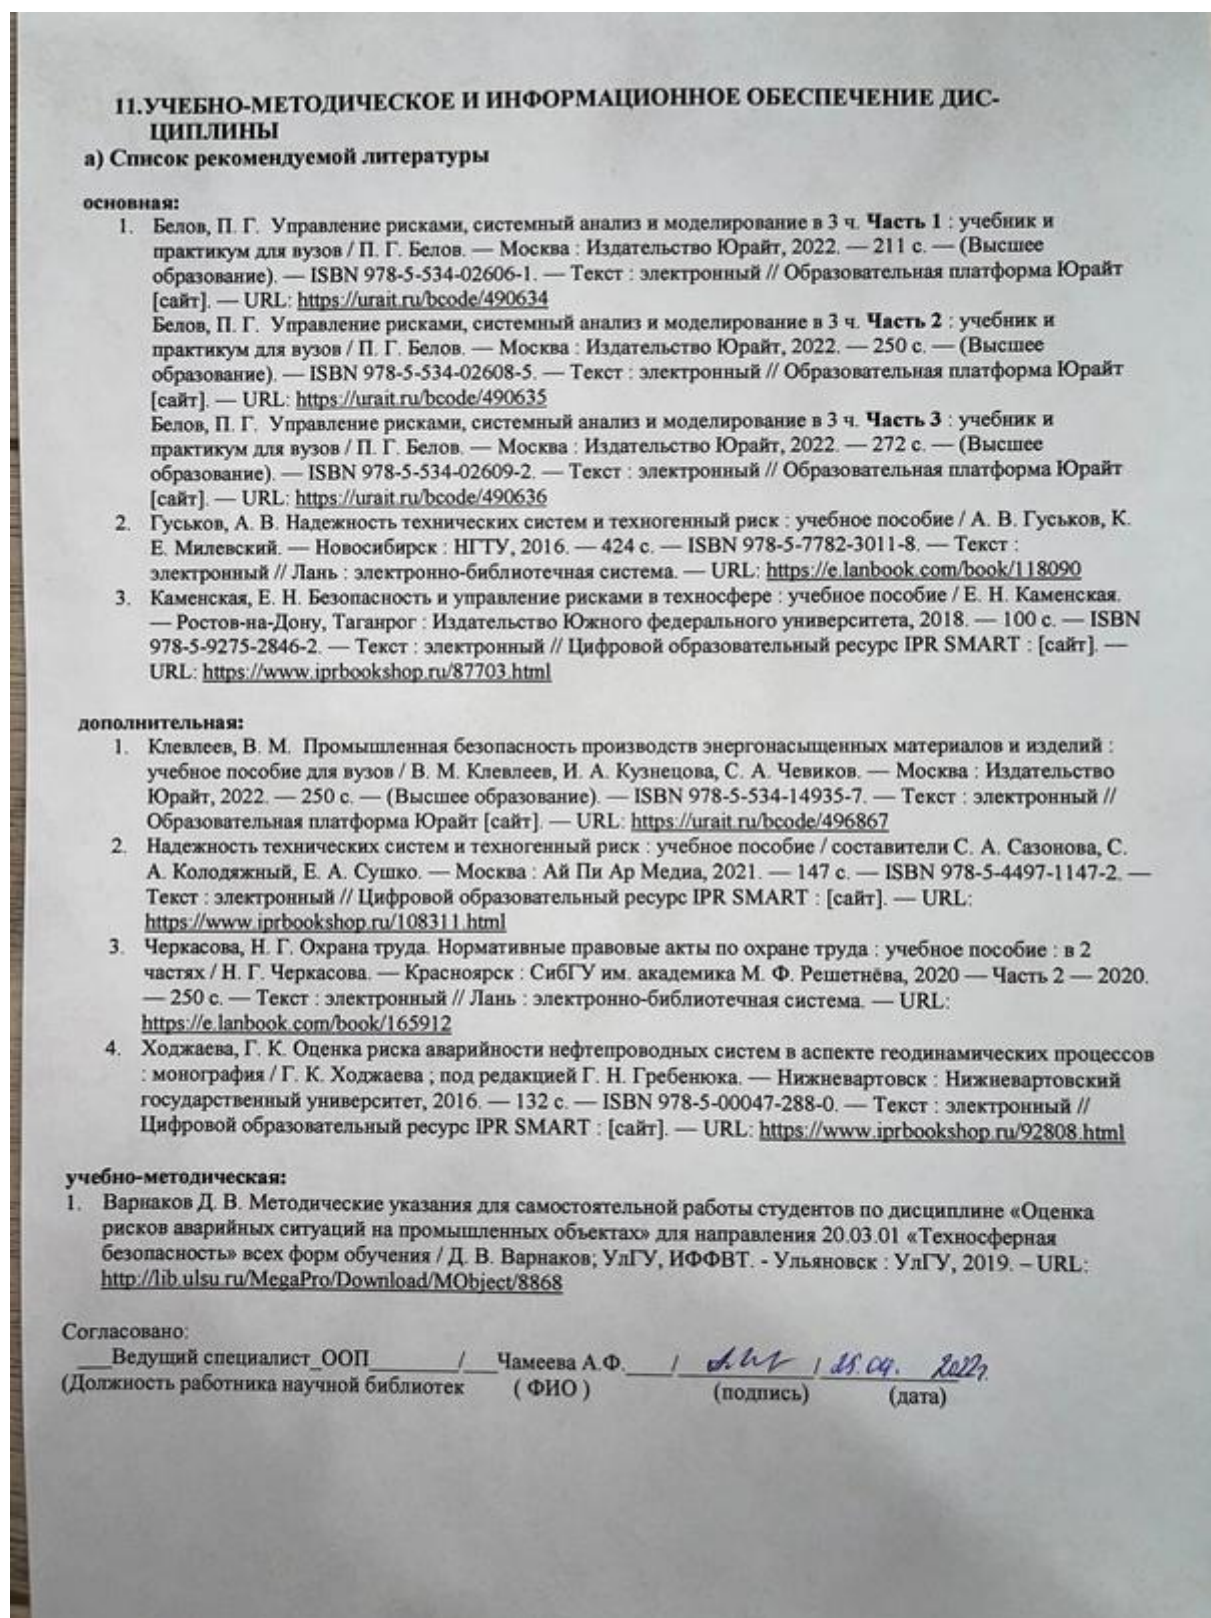 11.УЧЕБНО-МЕТОДИЧЕСКОЕ И ИНФОРМАЦИОННОЕ ОБЕСПЕЧЕНИЕ ДИС-
ЦИПЛИНЫ
а) Список рекомендуемой литературы
основная:
1. Белов, П. Г. Управление рисками, системный анализ и моделирование в 3 ч. Часть 1 : учебник и
практикум для вузов / П. Г. Белов. — Москва : Издательство Юрайт, 2022. — 211 с. — (Высшее
образование). — ISBN 978-5-534-02606-1. — Текст : электронный // Образовательная платформа Юрайт
[сайт]. — URL: https://urait.ru/bcode/490634
Белов, П. Г. Управление рисками, системный анализ и моделирование в 3 ч. Часть 2 : учебник и
практикум для вузов / П. Г. Белов. — Москва : Издательство Юрайт, 2022. — 250 с. — (Высшее
образование). — ISBN 978-5-534-02608-5. — Текст : электронный // Образовательная платформа Юрайт
[сайт]. — URL: https://urait.ru/bcode/490635
Белов, П. Г. Управление рисками, системный анализ и моделирование в 3 ч. Часть 3 : учебник и
практикум для вузов / П. Г. Белов. — Москва : Издательство Юрайт, 2022. — 272 с. — (Высшее
образование). — ISBN 978-5-534-02609-2. — Текст : электронный // Образовательная платформа Юрайт
[сайт]. — URL: https://urait.ru/bcode/490636
2. Гуськов, А. В. Надежность технических систем и техногенный риск : учебное пособие / А. В. Гуськов, К.
Е. Милевский. — Новосибирск : НГТУ, 2016. — 424 с. — ISBN 978-5-7782-3011-8. — Текст :
электронный // Лань : электронно-библиотечная система. — URL: https://e.lanbook.com/book/118090
3. Каменская, Е. Н. Безопасность и управление рисками в техносфере : учебное пособие / Е. Н. Каменская.
— Ростов-на-Дону, Таганрог : Издательство Южного федерального университета, 2018. — 100 с. — ISBN
978-5-9275-2846-2. — Текст : электронный // Цифровой образовательный ресурс IPR SMART : [сайт]. —
URL: https://www.iprbookshop.ru/87703.html
дополнительная:
1. Клевлеев, В. М. Промышленная безопасность производств энергонасыщенных материалов и изделий :
учебное пособие для вузов / В. М. Клевлеев, И. А. Кузнецова, С. А. Чевиков. — Москва : Издательство
Юрайт, 2022. — 250 с. — (Высшее образование). — ISBN 978-5-534-14935-7. — Текст : электронный //
Образовательная платформа Юрайт [сайт]. — URL: https://urait.ru/bcode/496867
2. Надежность технических систем и техногенный риск : учебное пособие / составители С. А. Сазонова, С.
А. Колодяжный, Е. А. Сушко. — Москва : Ай Пи Ар Медиа, 2021. — 147 с. — ISBN 978-5-4497-1147-2. —
Текст : электронный // Цифровой образовательный ресурс IPR SMART : [сайт]. — URL:
https://www.iprbookshop.ru/108311.html
3. Черкасова, Н. Г. Охрана труда. Нормативные правовые акты по охране труда : учебное пособие : в 2
частях / Н. Г. Черкасова. — Красноярск : СибГУ им. академика М. Ф. Решетнёва, 2020 — Часть 2 — 2020.
— 250 с. — Текст : электронный // Лань : электронно-библиотечная система. — URL:
https://e.lanbook.com/book/165912
4. Ходжаева, Г. К. Оценка риска аварийности нефтепроводных систем в аспекте геодинамических процессов
: монография / Г. К. Ходжаева ; под редакцией Г. Н. Гребенюка. — Нижневартовск : Нижневартовский
государственный университет, 2016. — 132 с. — ISBN 978-5-00047-288-0. — Текст : электронный //
Цифровой образовательный ресурс IPR SMART : [сайт]. — URL: https://www.iprbookshop.ru/92808.html
учебно-методическая:
1. Варнаков Д. В. Методические указания для самостоятельной работы студентов по дисциплине «Оценка
рисков аварийных ситуаций на промышленных объектах» для направления 20.03.01 «Техносферная
безопасность» всех форм обучения / Д. В. Варнаков; УлГУ, ИФФВТ. - Ульяновск : УлГУ, 2019. – URL:
http://lib.ulsu.ru/MegaPro/Download/MObject/8868
Согласовано:
___Ведущий специалист_ООП________/___Чамеева А.Ф.____/ ________ / 25.04. 2022г.
(Должность работника научной библиотек ( ФИО ) (подпись) (дата)